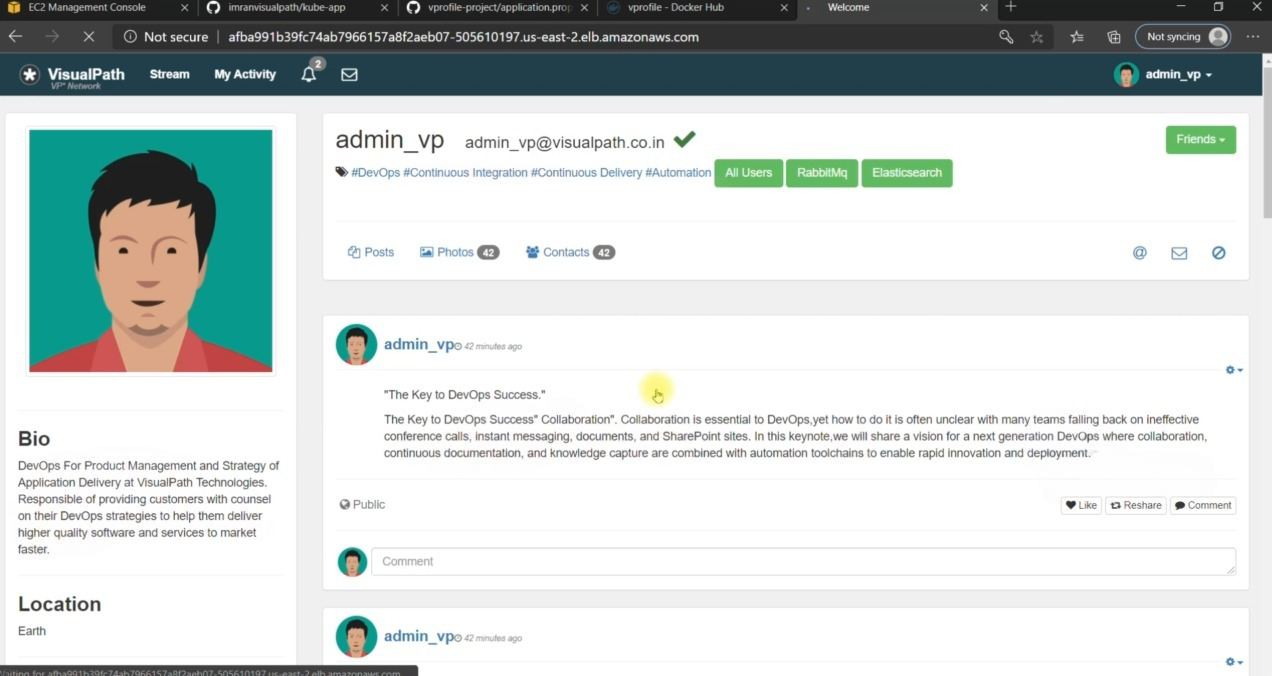 EC2 Management Console
imranvisualpath/kube-app
vprofile-project/application.prop
vprofile - Docker Hub
Welcome
Not secure
afba991b39fc74ab7966157a8f2aeb07-505610197.us-east-2.elb.amazonaws.com
Not syncing
VisualPath
VP* Network
Stream
My Activity
2
admin_vp
admin_vp admin_vp@visualpath.co.in
Friends
#DevOps #Continuous Integration #Continuous Delivery #Automation All Users RabbitMq Elasticsearch
Posts Photos 42 Contacts 42
@
admin_vp 42 minutes ago
"The Key to DevOps Success."
The Key to DevOps Success" Collaboration". Collaboration is essential to DevOps,yet how to do it is often unclear with many teams falling back on ineffective
conference calls, instant messaging, documents, and SharePoint sites. In this keynote,we will share a vision for a next generation DevOps where collaboration,
continuous documentation, and knowledge capture are combined with automation toolchains to enable rapid innovation and deployment.
Public
Like Reshare Comment
Comment
admin_vp 42 minutes ago
Bio
DevOps For Product Management and Strategy of
Application Delivery at VisualPath Technologies.
Responsible of providing customers with counsel
on their DevOps strategies to help them deliver
higher quality software and services to market
faster.
Location
Earth
Waiting for afba991b39fc74ab7966157a8f2aeb07-505610197.us-east-2.elb.amazonaws.com